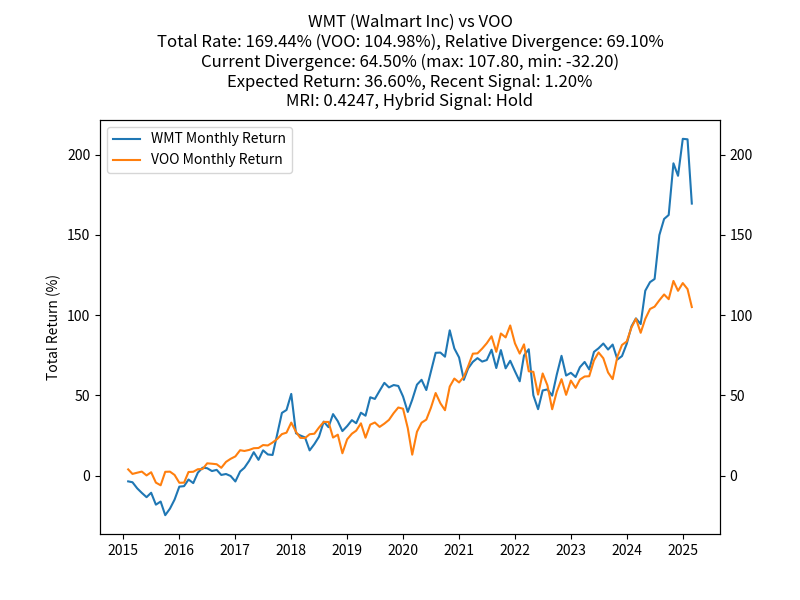 WMT (Walmart Inc) vs VOO
Total Rate: 169.44% (VOO: 104.98%), Relative Divergence: 69.10%
Current Divergence: 64.50% (max: 107.80, min: -32.20)
Expected Return: 36.60%, Recent Signal: 1.20%
MRI: 0.4247, Hybrid Signal: Hold
WMT Monthly Return
VOO Monthly Return
Total Return (%)
200 200
150 150
100 100
50 50
0 0
2015 2016 2017 2018 2019 2020 2021 2022 2023 2024 2025